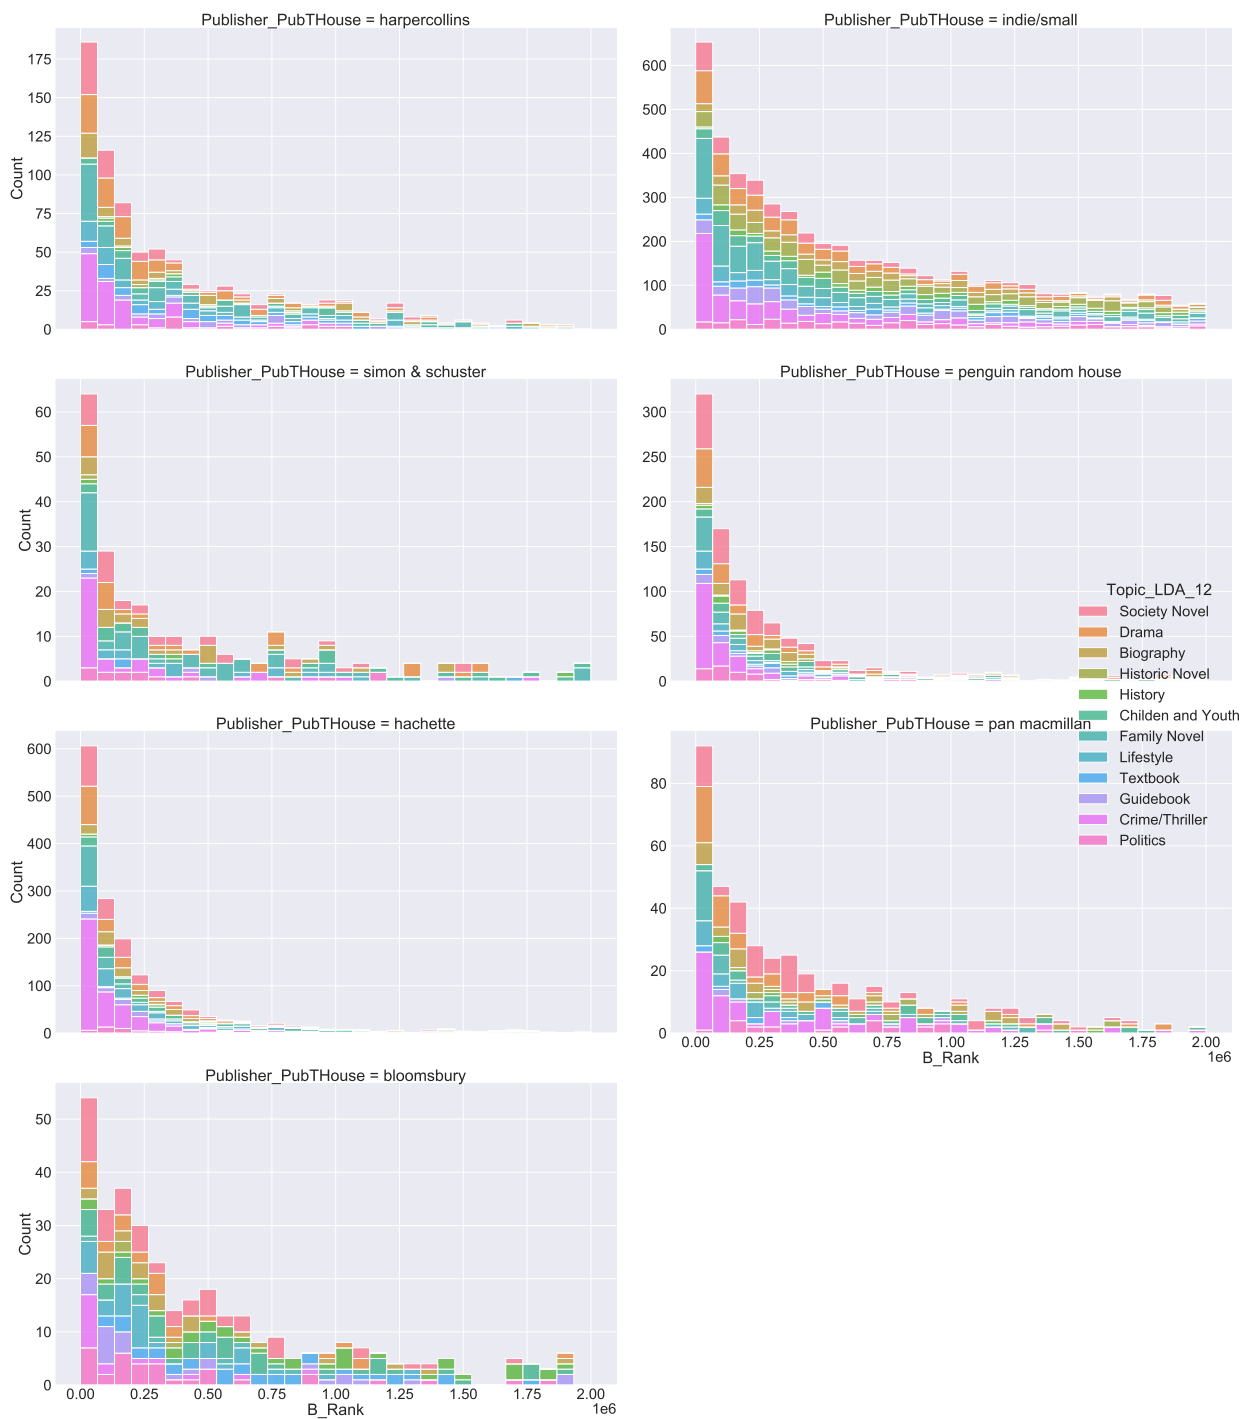 Publisher_PubTHouse = harpercollins
Count
175
150
125
100
75
50
25
0
Publisher_PubTHouse = indie/small
600
500
400
300
200
100
0
Publisher_PubTHouse = simon & schuster
Count
60
50
40
30
20
10
0
Publisher_PubTHouse = penguin random house
300
250
200
150
100
50
0
Topic_LDA_12
Society Novel
Drama
Biography
Historic Novel
History
Childen and Youth
Family Novel
Lifestyle
Textbook
Guidebook
Crime/Thriller
Politics
Publisher_PubTHouse = hachette
Count
600
500
400
300
200
100
0
Publisher_PubTHouse = pan macmillan
80
60
40
20
0
0.00 0.25 0.50 0.75 1.00 1.25 1.50 1.75 2.00
B_Rank
1e6
Publisher_PubTHouse = bloomsbury
Count
50
40
30
20
10
0
0.00 0.25 0.50 0.75 1.00 1.25 1.50 1.75 2.00
B_Rank
1e6